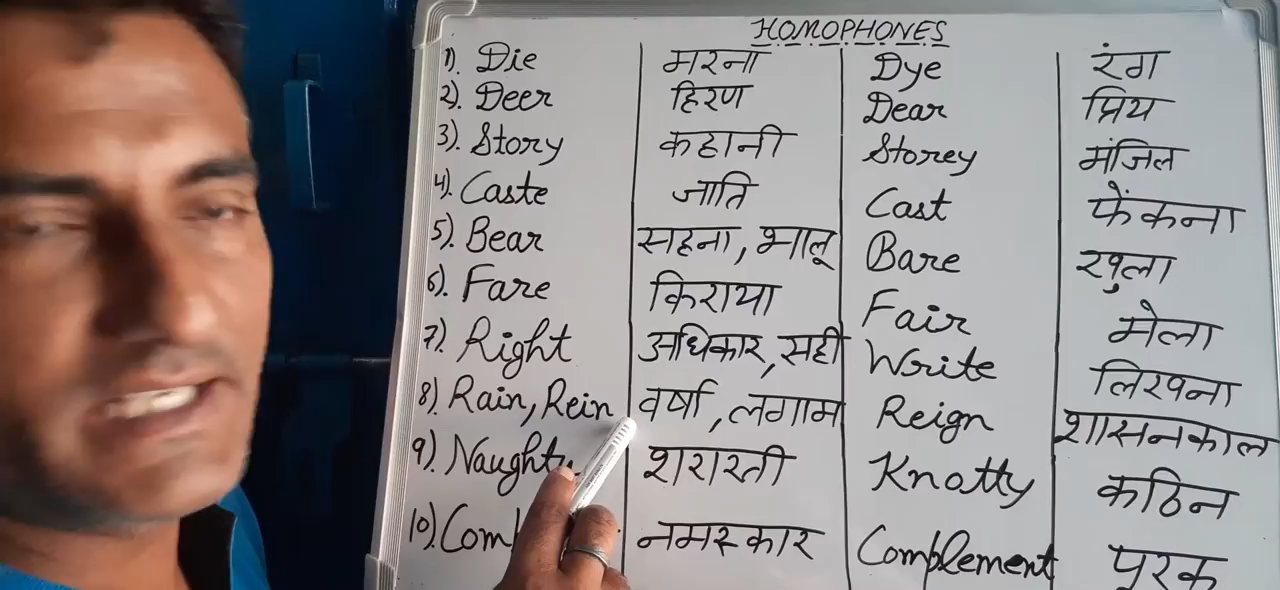 HOMOPHONES
1). Die मरना Dye रंग
2). Deer हिरण Dear प्रिय
3). Story कहानी Storey मंजिल
4). Caste जाति Cast फेंकना
5). Bear सहना, भालू Bare खुला
6). Fare किराया Fair मेला
7). Right अधिकार, सही Write लिखना
8). Rain, Rein वर्षा, लगाम Reign शासनकाल
9). Naughty शरारती Knotty कठिन
10). नमस्कार Complement पूरक